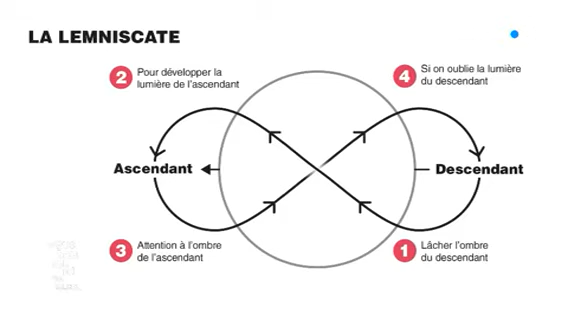 LA LEMNISCATE
2
Pour développer la
lumière de l'ascendant
4
Si on oublie la lumière
du descendant
Ascendant
Descendant
3
Attention à l'ombre
de l'ascendant
1
Lâcher l'ombre
du descendant